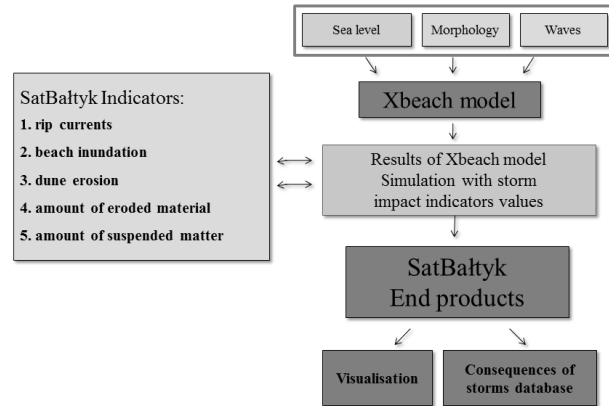 Sea level
Morphology
Waves
Xbeach model
SatBałtyk Indicators:
1. rip currents
2. beach inundation
3. dune erosion
4. amount of eroded material
5. amount of suspended matter
Results of Xbeach model
Simulation with storm
impact indicators values
SatBałtyk
End products
Visualisation
Consequences of
storms database